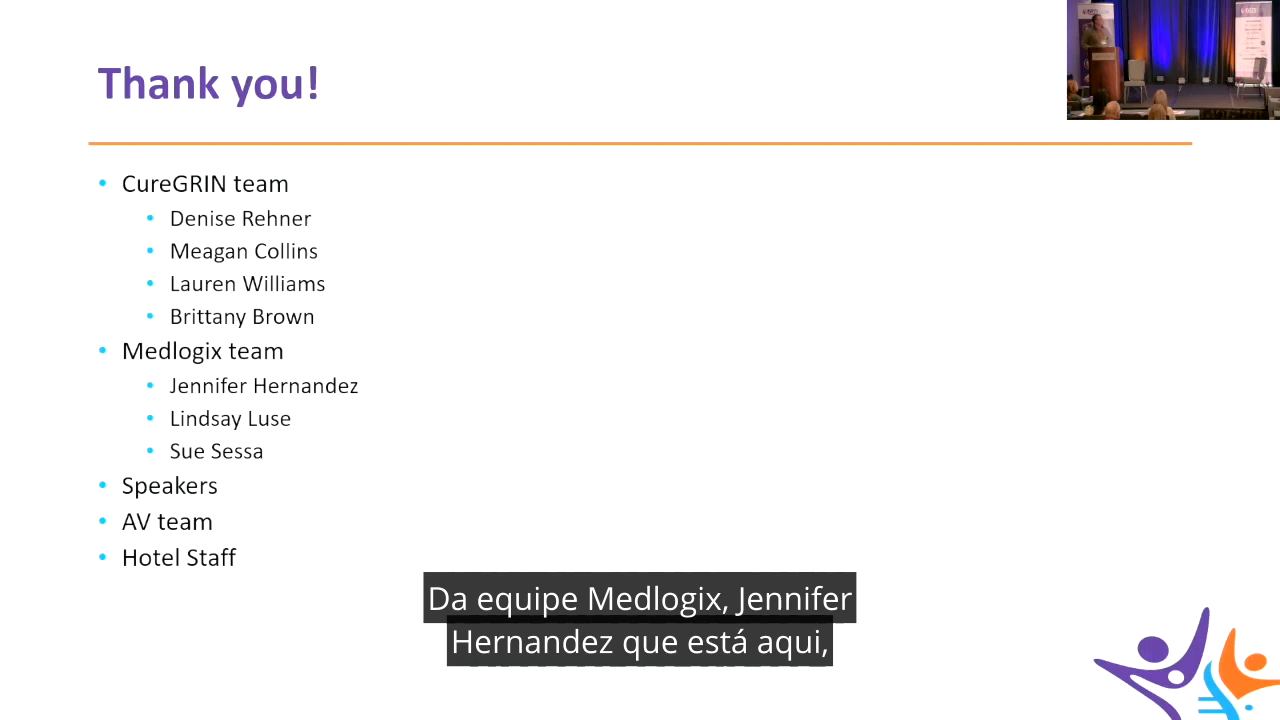 Thank you!
CureGRIN team
Denise Rehner
Meagan Collins
Lauren Williams
Brittany Brown
Medlogix team
Jennifer Hernandez
Lindsay Luse
Sue Sessa
Speakers
AV team
Hotel Staff
Da equipe Medlogix, Jennifer
Hernandez que está aqui,